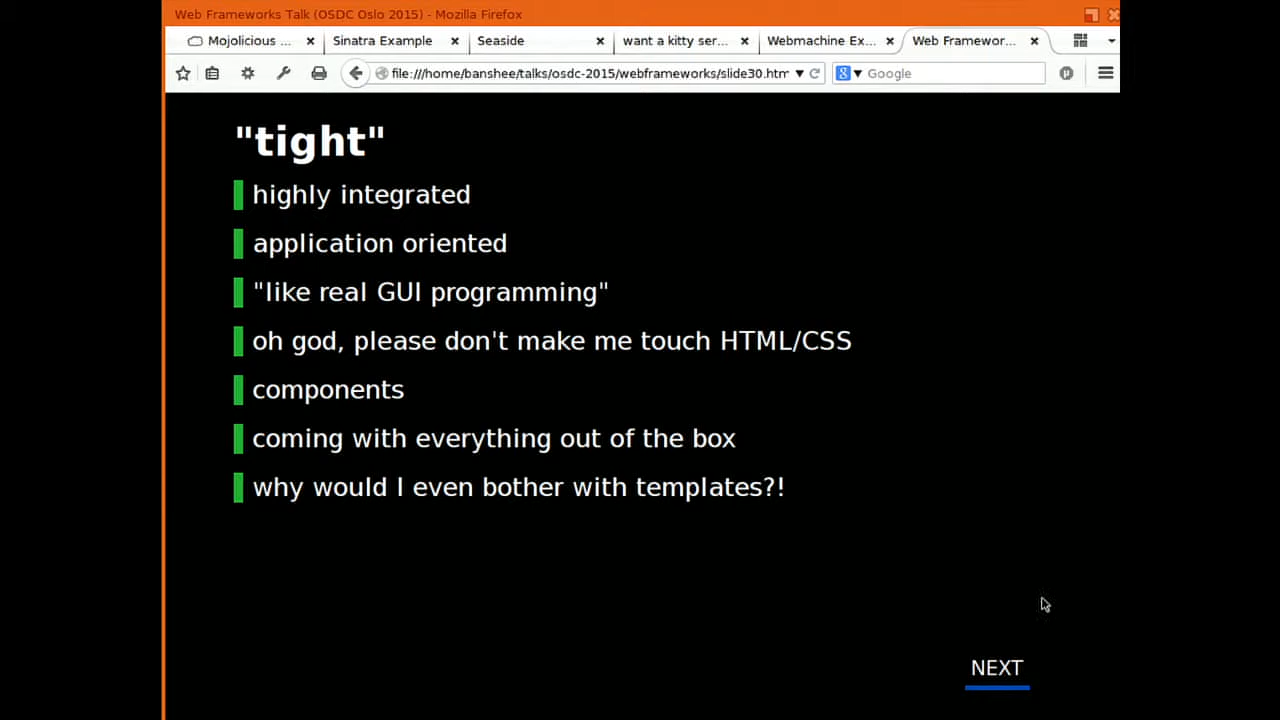 Web Frameworks Talk (OSDC Oslo 2015) - Mozilla Firefox
Mojolicious ... Sinatra Example Seaside want a kitty ser... Webmachine Ex... Web Framewor...
file:///home/banshee/talks/osdc-2015/webframeworks/slide30.htm Google
"tight"
highly integrated
application oriented
"like real GUI programming"
oh god, please don't make me touch HTML/CSS
components
coming with everything out of the box
why would I even bother with templates?!
NEXT